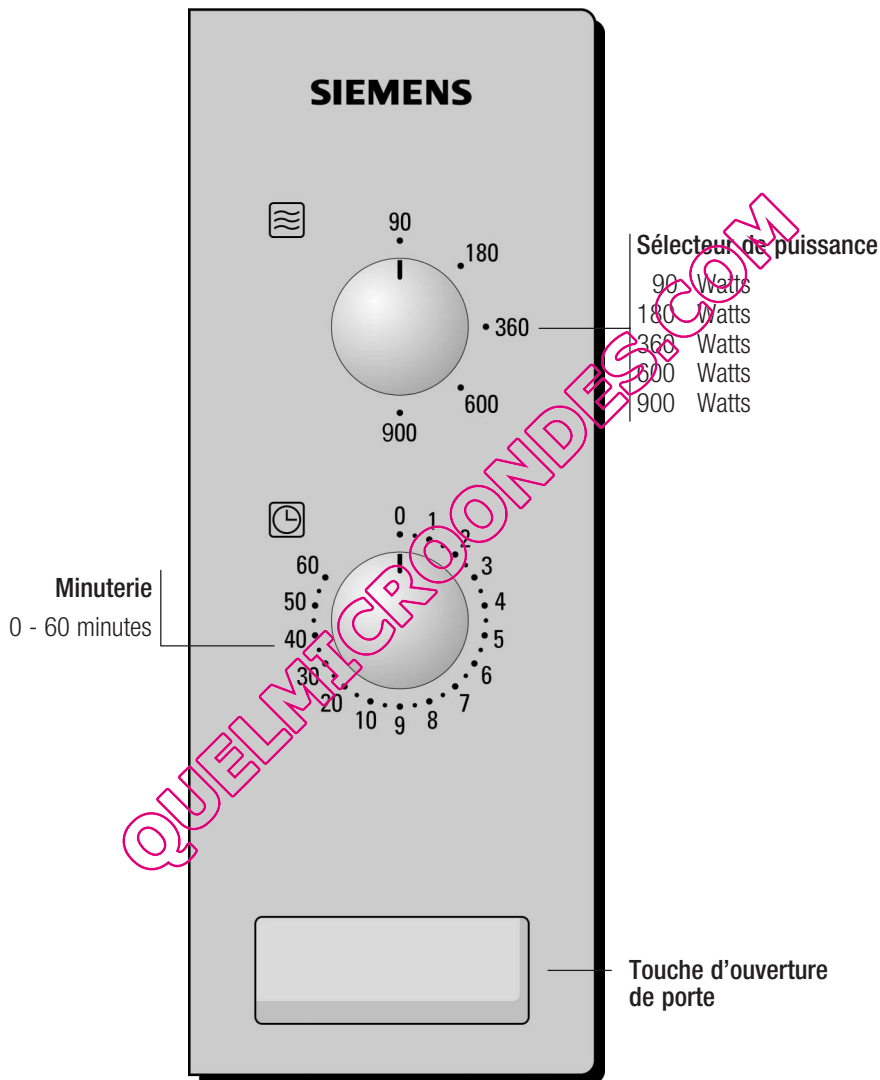 SIEMENS
90
180
360
600
900
Sélecteur de puissance
90 Watts
180 Watts
360 Watts
600 Watts
900 Watts
0
1
2
3
4
5
6
7
8
9
10
20
30
40
50
60
Minuterie
0 - 60 minutes
Touche d’ouverture
de porte
QUELMICROONDES.COM